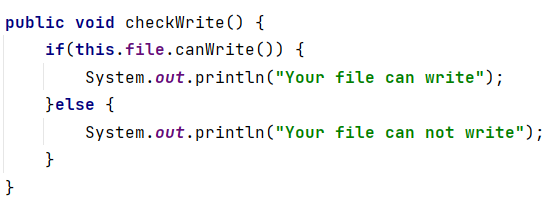 public void checkWrite() {
    if(this.file.canWrite()) {
        System.out.println("Your file can write");
    }else {
        System.out.println("Your file can not write");
    }
}